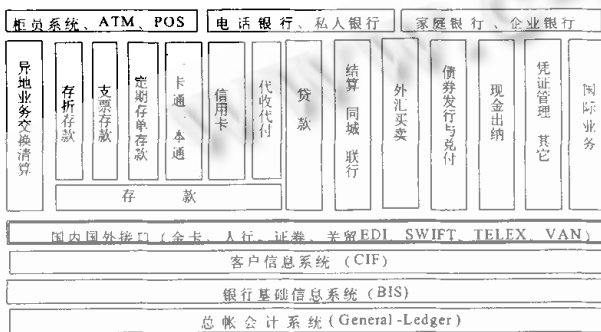 柜员系统、ATM、POS
电话银行、私人银行
家庭银行、企业银行
异地业务交换清算
存折存款
支票存款
定期存单存款
卡通 本通
信用卡
代收代付
贷款
结算 同城 联行
外汇买卖
债券发行与兑付
现金出纳
凭证管理 其它
国际业务
存款
国内国外接口(金卡、人行、证券、关贸EDI、SWIFT、TELEX、VAN)
客户信息系统(CIF)
银行基础信息系统(BIS)
总帐会计系统(General-Ledger)